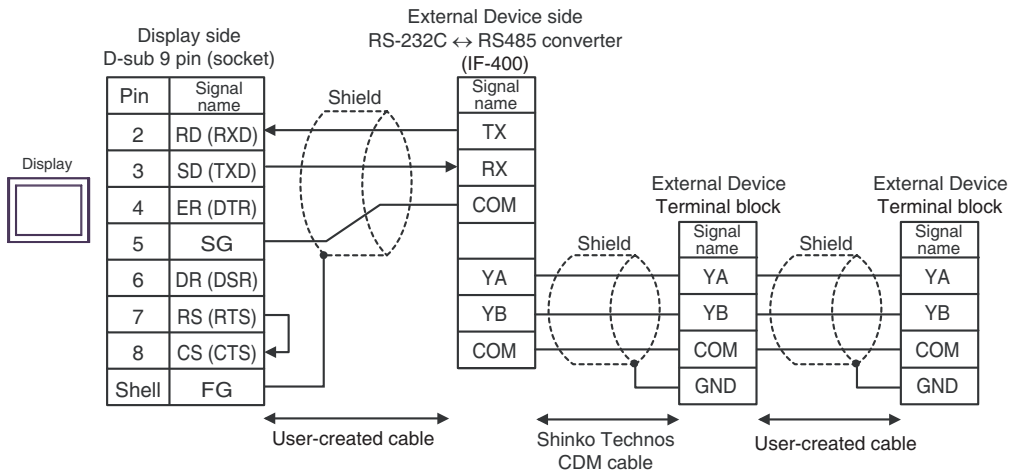 External Device side
RS-232C ↔ RS485 converter
(IF-400)
Display side
D-sub 9 pin (socket)
Pin
Signal name
2
RD (RXD)
3
SD (TXD)
4
ER (DTR)
5
SG
6
DR (DSR)
7
RS (RTS)
8
CS (CTS)
Shell
FG
Display
Shield
Signal name
TX
RX
COM
YA
YB
COM
Shield
External Device
Terminal block
Signal name
YA
YB
COM
GND
Shield
External Device
Terminal block
Signal name
YA
YB
COM
GND
User-created cable
Shinko Technos
CDM cable
User-created cable